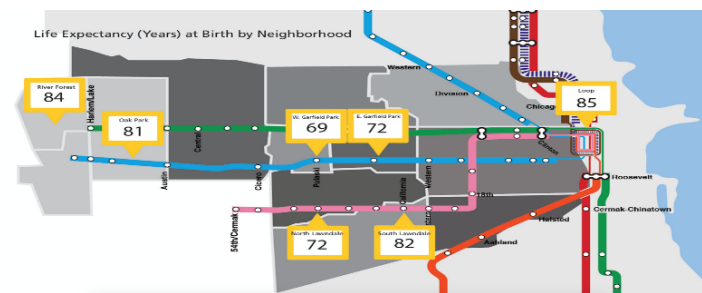 Life Expectancy (Years) at Birth by Neighborhood
River Forest
84
Harlem/Lake
Oak Park
81
Central
Austin
Cicero
W. Garfield Park
69
Pulaski
E. Garfield Park
72
Western
Division
Chicago
Loop
85
Clinton
California
Western
18th
Roosevelt
Cermak-Chinatown
Halsted
Ashland
54th/Cermak
North Lawndale
72
South Lawndale
82